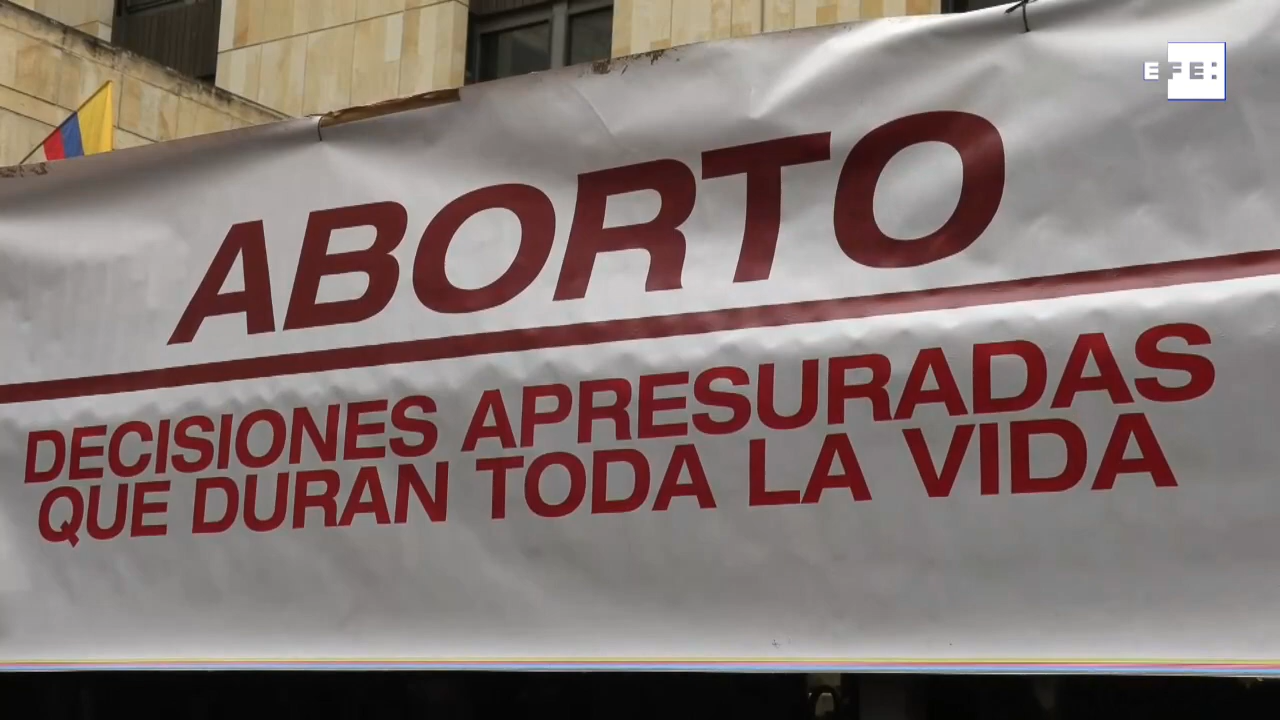 EFE:
ABORTO
DECISIONES APRESURADAS
QUE DURAN TODA LA VIDA